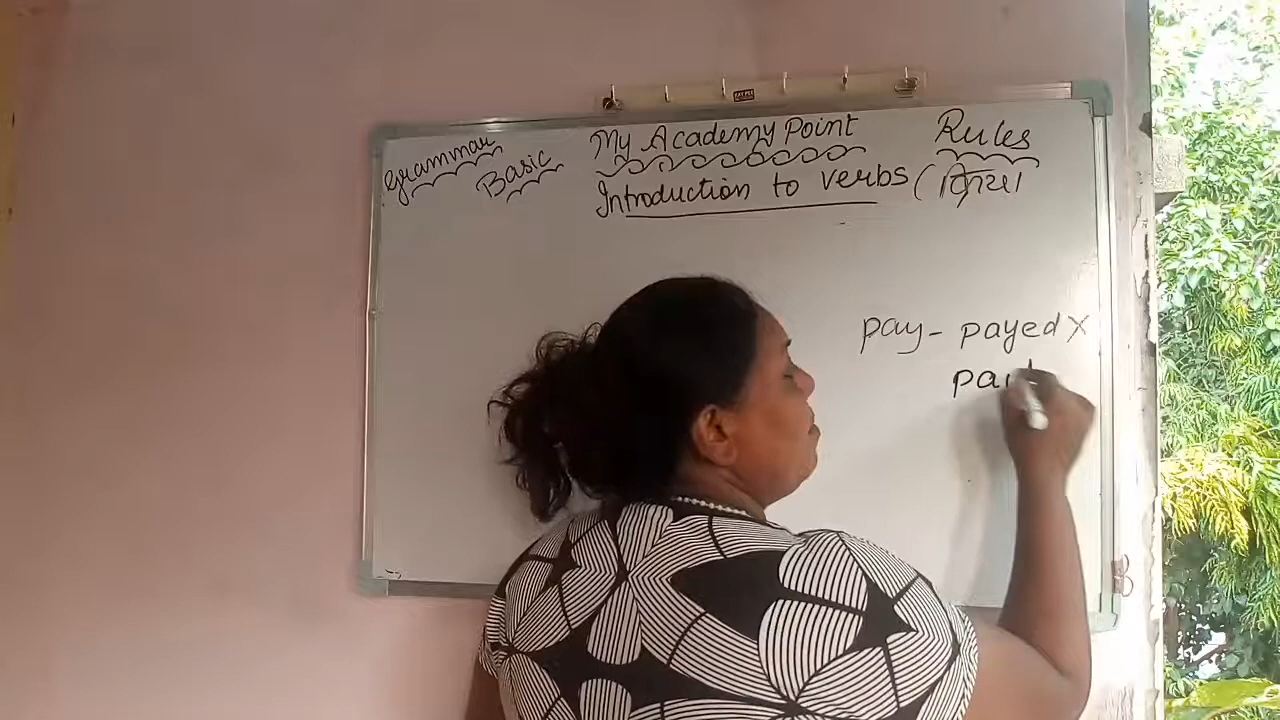 Grammar
Basic
My Academy Point
Introduction to verbs
Rules
(क्रिया
pay - payed X